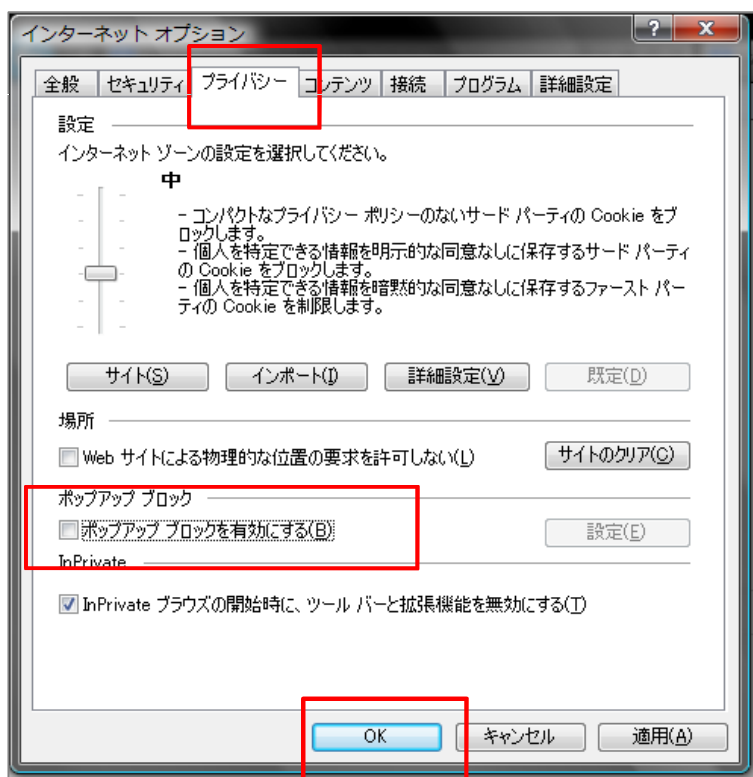 インターネット オプション
全般 セキュリティ プライバシー コンテンツ 接続 プログラム 詳細設定
設定
インターネット ゾーンの設定を選択してください。
中
- コンパクトなプライバシー ポリシーのないサード パーティの Cookie をブ
ロックします。
- 個人を特定できる情報を明示的な同意なしに保存するサード パーティ
の Cookie をブロックします。
- 個人を特定できる情報を暗黙的な同意なしに保存するファースト パー
ティの Cookie を制限します。
サイト(S) インポート(I) 詳細設定(V) 既定(D)
場所
Web サイトによる物理的な位置の要求を許可しない(L) サイトのクリア(C)
ポップアップ ブロック
ポップアップ ブロックを有効にする(B) 設定(E)
InPrivate
InPrivate ブラウズの開始時に、ツール バーと拡張機能を無効にする(T)
OK キャンセル 適用(A)